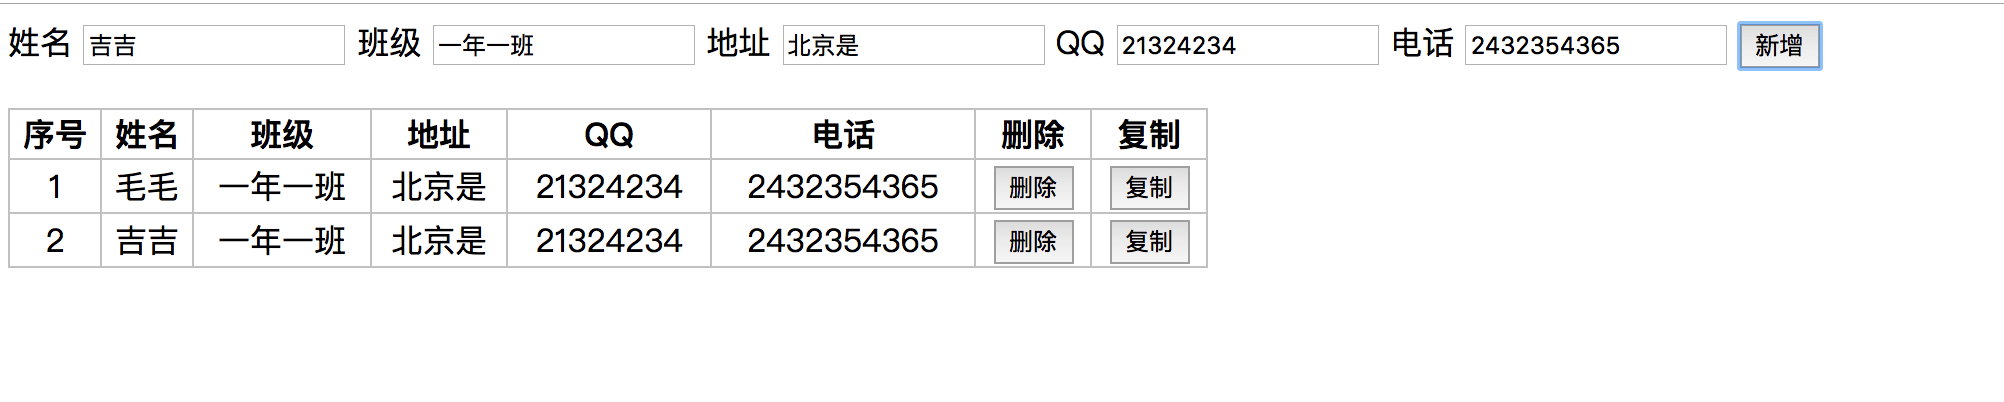 姓名 吉吉 班级 一年一班 地址 北京是 QQ 21324234 电话 2432354365 新增
序号 姓名 班级 地址 QQ 电话 删除 复制
1 毛毛 一年一班 北京是 21324234 2432354365 删除 复制
2 吉吉 一年一班 北京是 21324234 2432354365 删除 复制